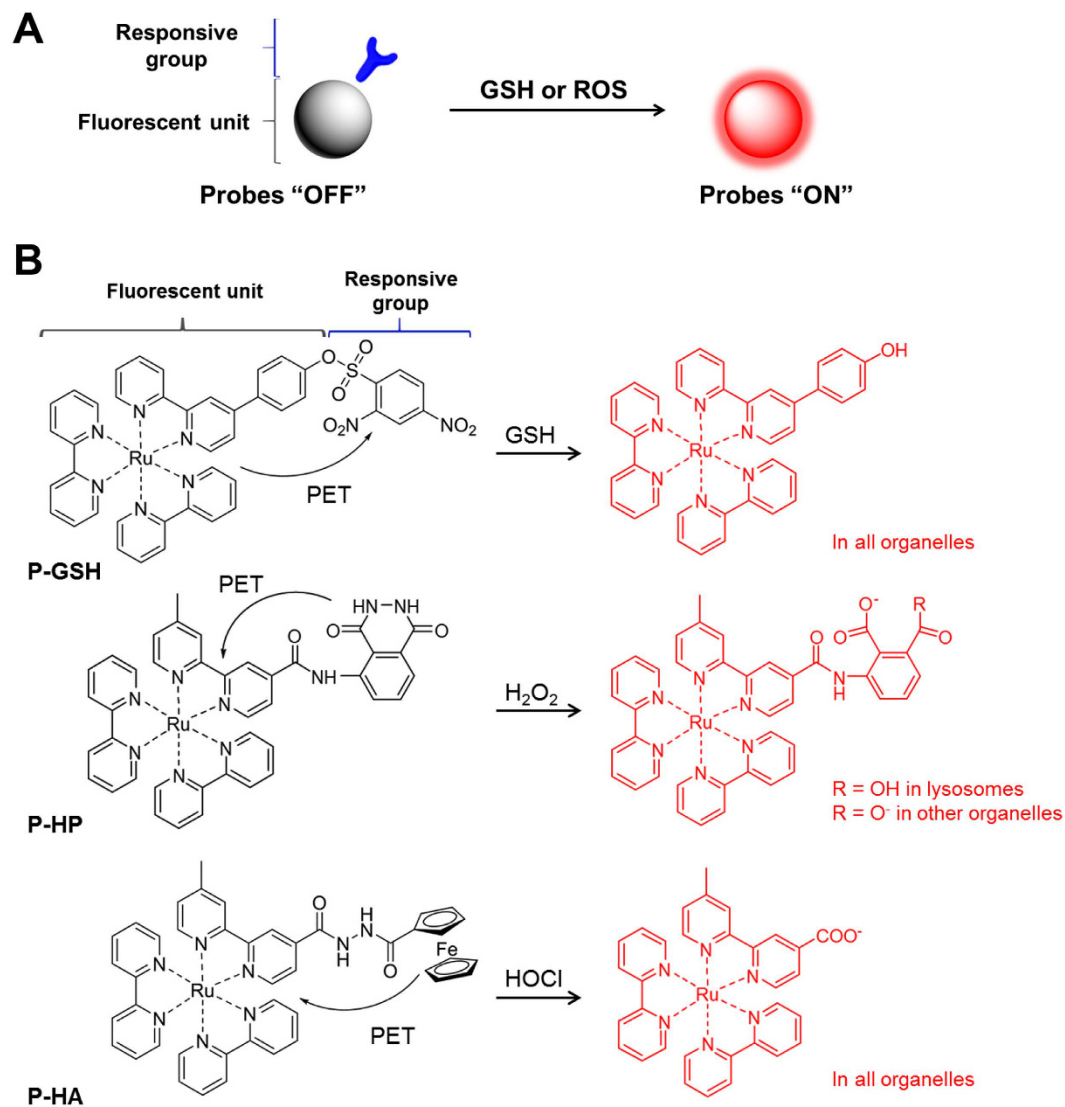 A
Responsive
group
Fluorescent unit
GSH or ROS
Probes “OFF”
Probes “ON”
B
Fluorescent unit
Responsive
group
O
O
S
O
O₂N
NO₂
N
N
N
N
N
N
Ru
PET
P-GSH
GSH
OH
N
N
N
N
N
N
Ru
In all organelles
PET
HN–NH
O
O
O
NH
N
N
N
N
N
N
Ru
P-HP
H₂O₂
O⁻
R
O
O
O
N
H
N
N
N
N
N
N
Ru
R = OH in lysosomes
R = O⁻ in other organelles
O
H
N
N
H
O
Fe
N
N
N
N
N
N
Ru
PET
P-HA
HOCl
COO⁻
N
N
N
N
N
N
Ru
In all organelles